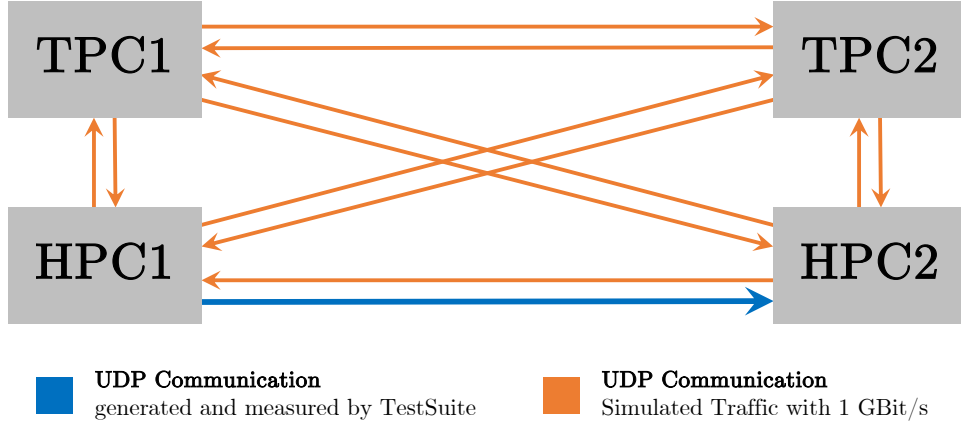 TPC1
TPC2
HPC1
HPC2
UDP Communication
generated and measured by TestSuite
UDP Communication
Simulated Traffic with 1 GBit/s